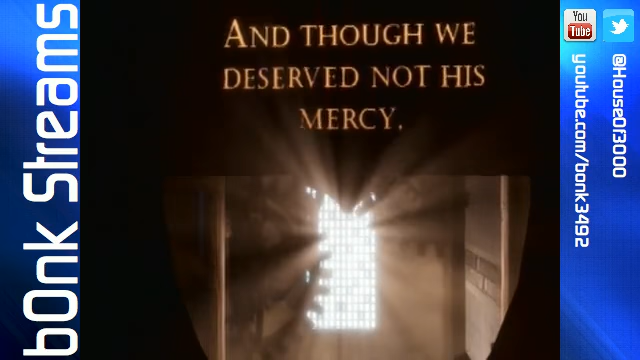 AND THOUGH WE
DESERVED NOT HIS
MERCY,
b0nk Streams
You
Tube
youtube.com/bonk3492
@HouseOf3000